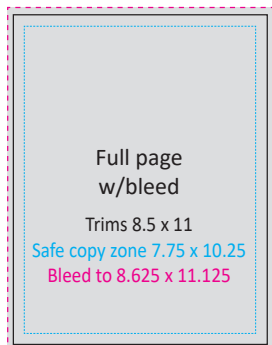 Full page
w/bleed
Trims 8.5 x 11
Safe copy zone 7.75 x 10.25
Bleed to 8.625 x 11.125